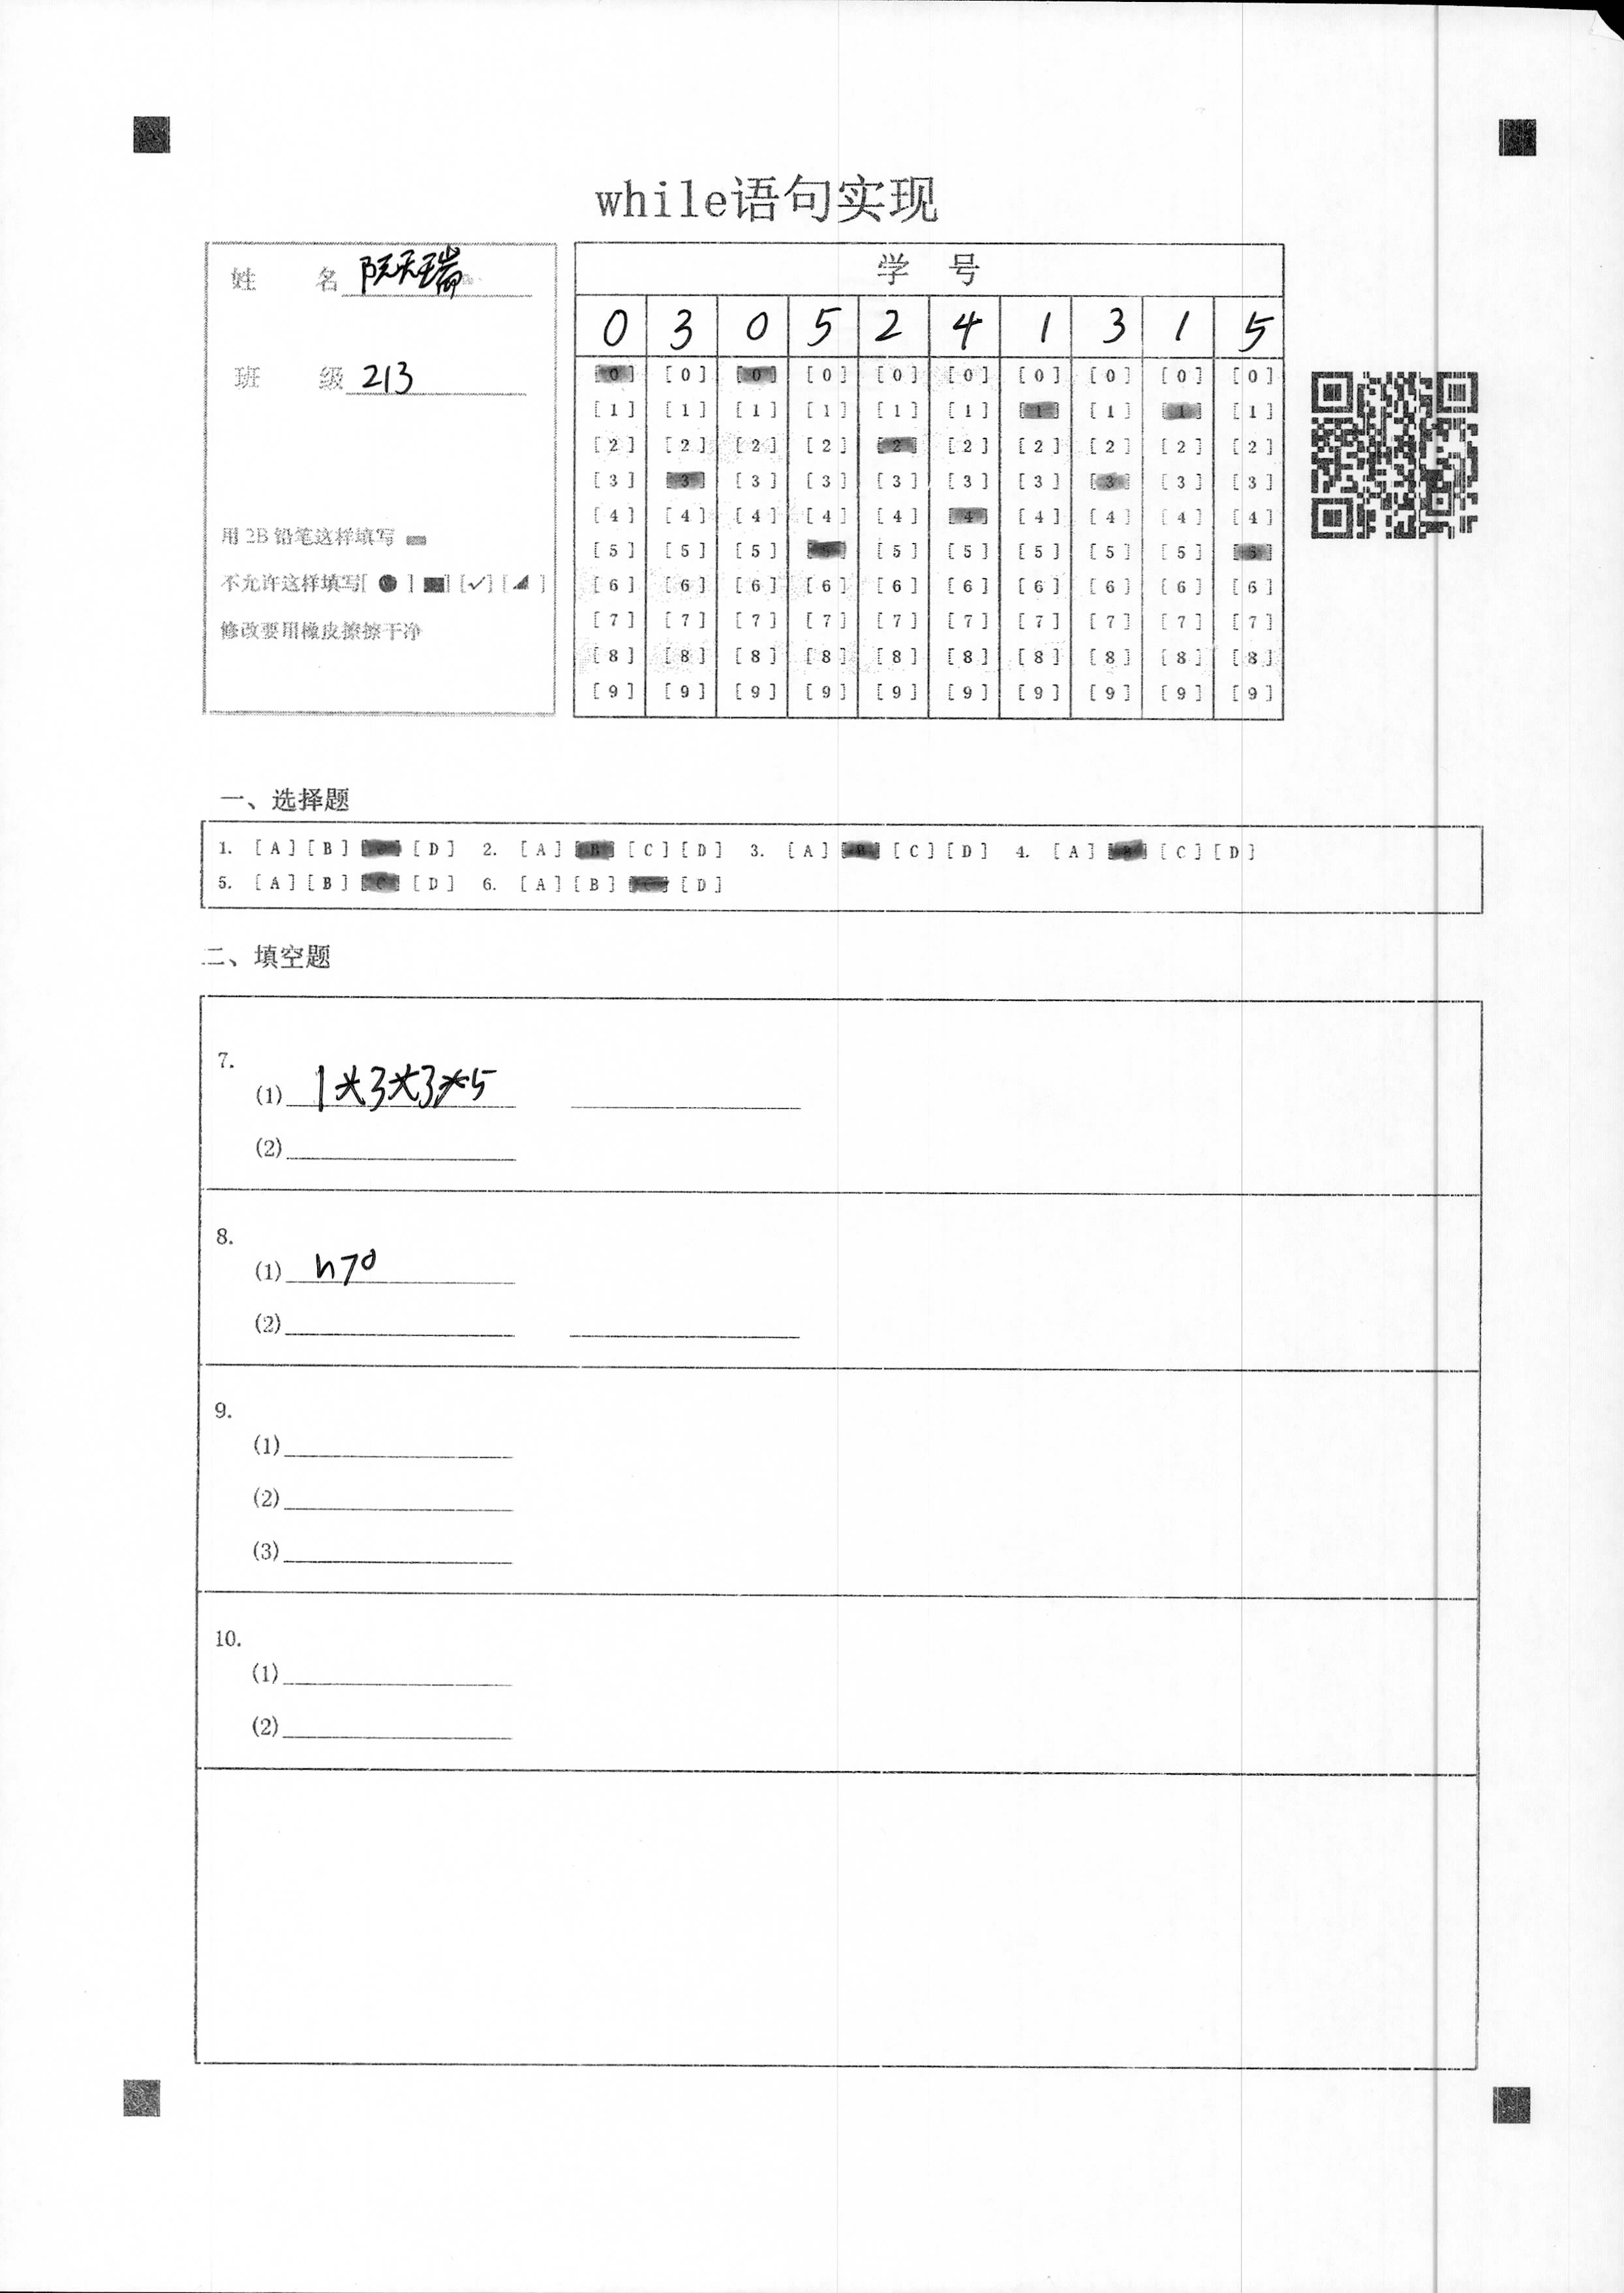 while语句实现
姓 名 阮天瑞
班 级 213
用 2B 铅笔这样填写
不允许这样填写[ ● ] [■] [✓] [◢ ]
修改要用橡皮擦擦干净
学 号
0 3 0 5 2 4 1 3 1 5
[0] [0] [0] [0] [0] [0] [0] [0] [0] [0]
[1] [1] [1] [1] [1] [1] [1] [1] [1] [1]
[2] [2] [2] [2] [2] [2] [2] [2] [2] [2]
[3] [3] [3] [3] [3] [3] [3] [3] [3] [3]
[4] [4] [4] [4] [4] [4] [4] [4] [4] [4]
[5] [5] [5] [5] [5] [5] [5] [5] [5] [5]
[6] [6] [6] [6] [6] [6] [6] [6] [6] [6]
[7] [7] [7] [7] [7] [7] [7] [7] [7] [7]
[8] [8] [8] [8] [8] [8] [8] [8] [8] [8]
[9] [9] [9] [9] [9] [9] [9] [9] [9] [9]
一、选择题
1. [A] [B] [C] [D] 2. [A] [B] [C] [D] 3. [A] [B] [C] [D] 4. [A] [B] [C] [D]
5. [A] [B] [C] [D] 6. [A] [B] [C] [D]
二、填空题
7.
(1) 1*3*3*5
(2)
8.
(1) n>0
(2)
9.
(1)
(2)
(3)
10.
(1)
(2)